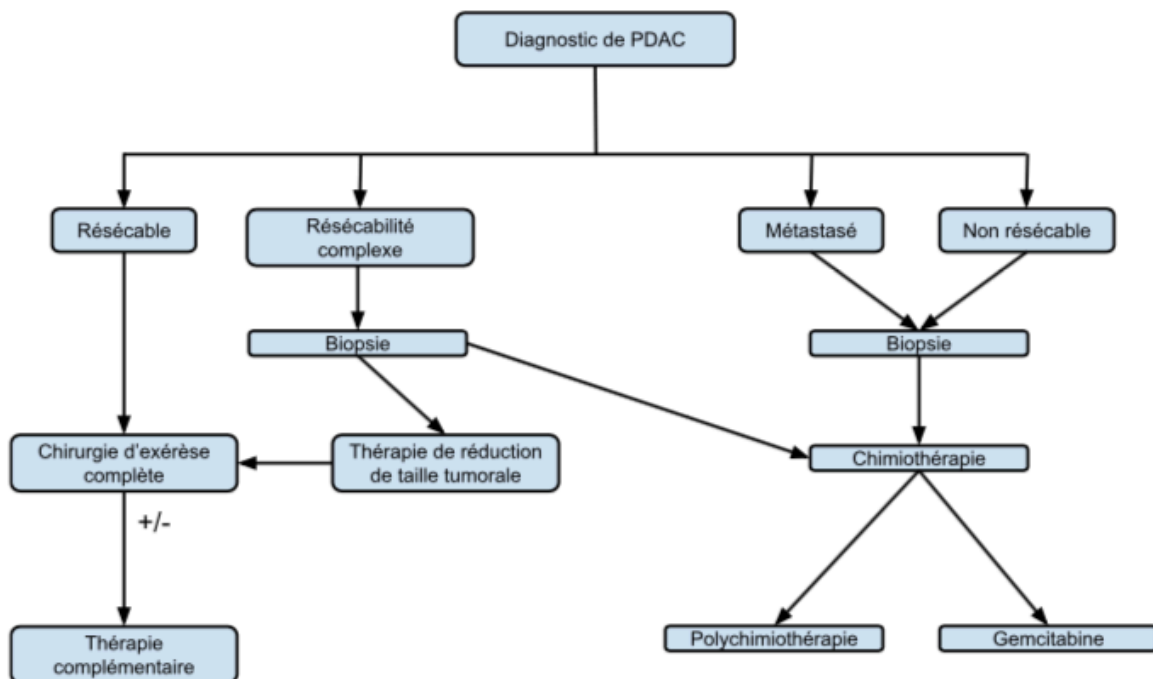 Diagnostic de PDAC
Résécable
Résécabilité
complexe
Métastasé
Non résécable
Biopsie
Biopsie
Chirurgie d'exérèse
complète
Thérapie de réduction
de taille tumorale
Chimiothérapie
+/-
Thérapie
complémentaire
Polychimiothérapie
Gemcitabine